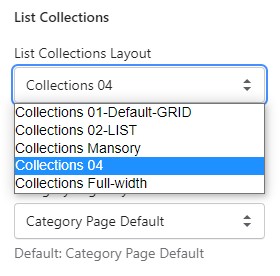 List Collections
List Collections Layout
Collections 04
Collections 01-Default-GRID
Collections 02-LIST
Collections Mansory
Collections 04
Collections Full-width
Category Page Default
Default: Category Page Default